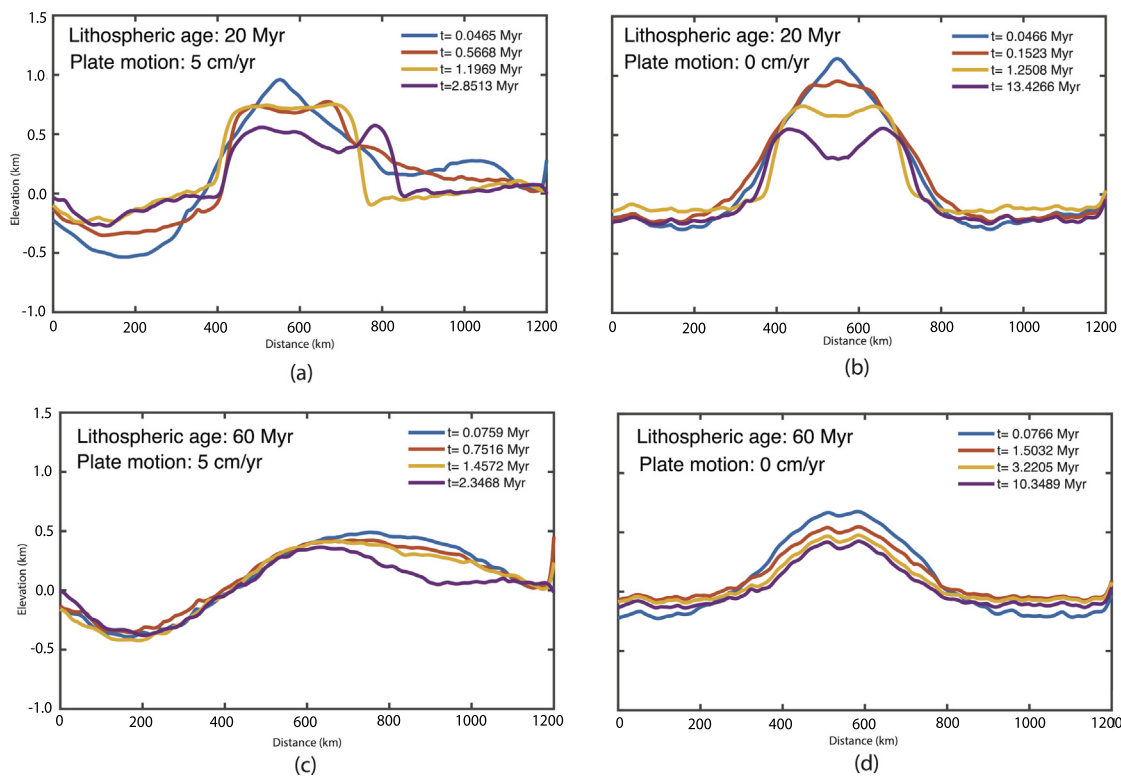 1.5
1.0
0.5
0.0
-0.5
-1.0
Elevation (km)
Lithospheric age: 20 Myr
Plate motion: 5 cm/yr
t= 0.0465 Myr
t= 0.5668 Myr
t= 1.1969 Myr
t=2.8513 Myr
0 200 400 600 800 1000 1200
Distance (km)
(a)
Lithospheric age: 20 Myr
Plate motion: 0 cm/yr
t= 0.0466 Myr
t= 0.1523 Myr
t= 1.2508 Myr
t= 13.4266 Myr
0 200 400 600 800 1000 1200
Distance (km)
(b)
1.5
1.0
0.5
0.0
-0.5
-1.0
Elevation (km)
Lithospheric age: 60 Myr
Plate motion: 5 cm/yr
t= 0.0759 Myr
t= 0.7516 Myr
t= 1.4572 Myr
t=2.3468 Myr
0 200 400 600 800 1000 1200
Distance (km)
(c)
Lithospheric age: 60 Myr
Plate motion: 0 cm/yr
t= 0.0766 Myr
t= 1.5032 Myr
t= 3.2205 Myr
t= 10.3489 Myr
0 200 400 600 800 1000 1200
Distance (km)
(d)